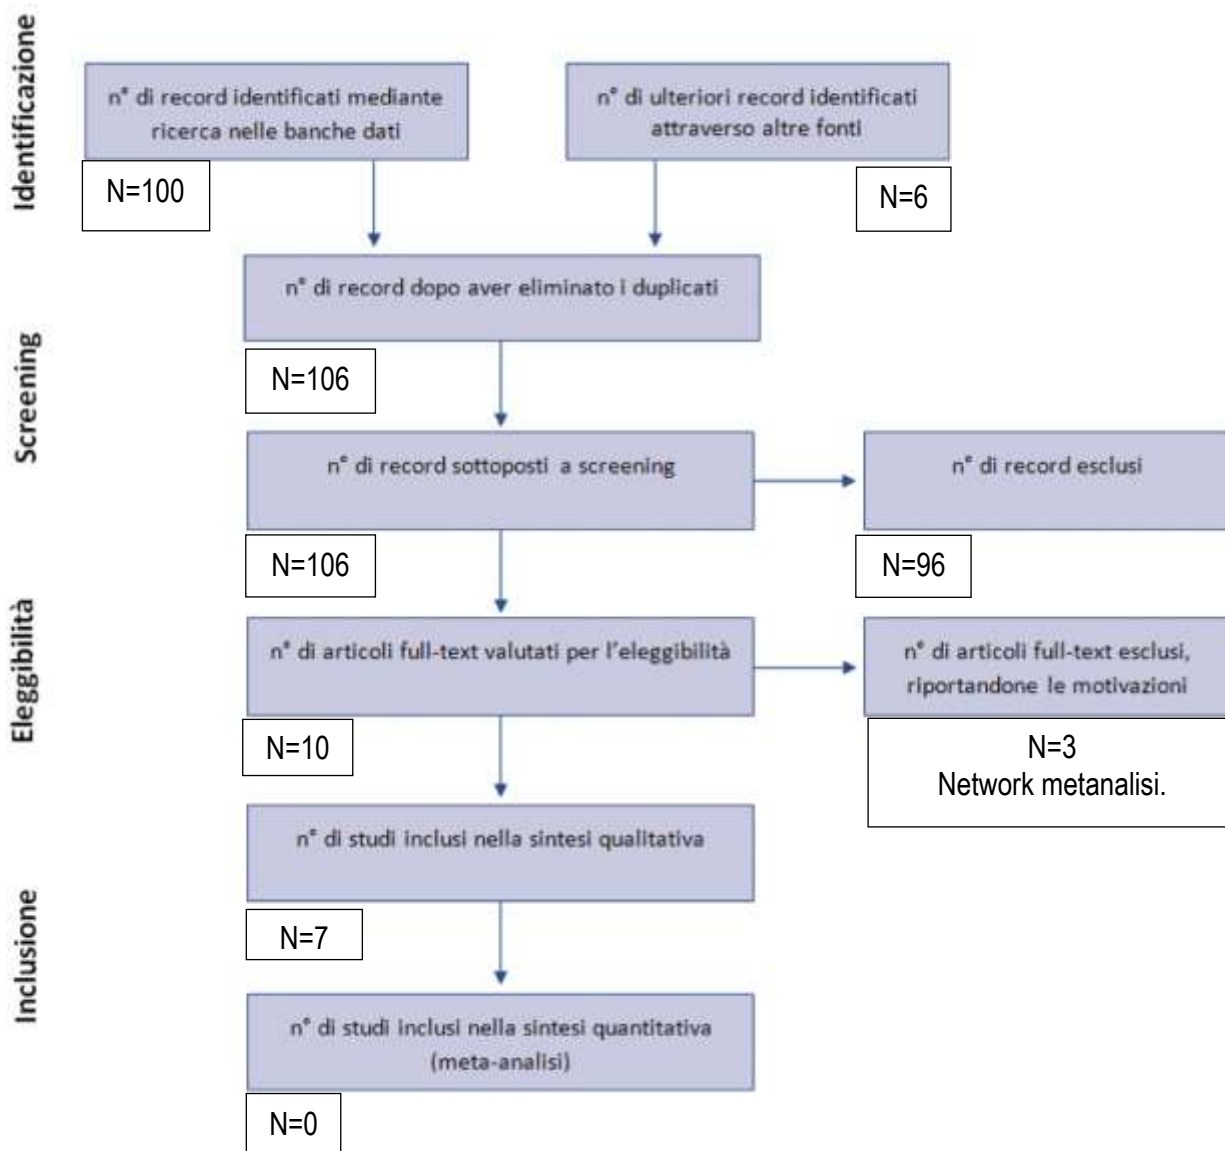 Identificazione
n° di record identificati mediante
ricerca nelle banche dati
N=100
n° di ulteriori record identificati
attraverso altre fonti
N=6
Screening
n° di record dopo aver eliminato i duplicati
N=106
n° di record sottoposti a screening
N=106
n° di record esclusi
N=96
Eleggibilità
n° di articoli full-text valutati per l'eleggibilità
N=10
n° di articoli full-text esclusi,
riportandone le motivazioni
N=3
Network metanalisi.
Inclusione
n° di studi inclusi nella sintesi qualitativa
N=7
n° di studi inclusi nella sintesi quantitativa
(meta-analisi)
N=0